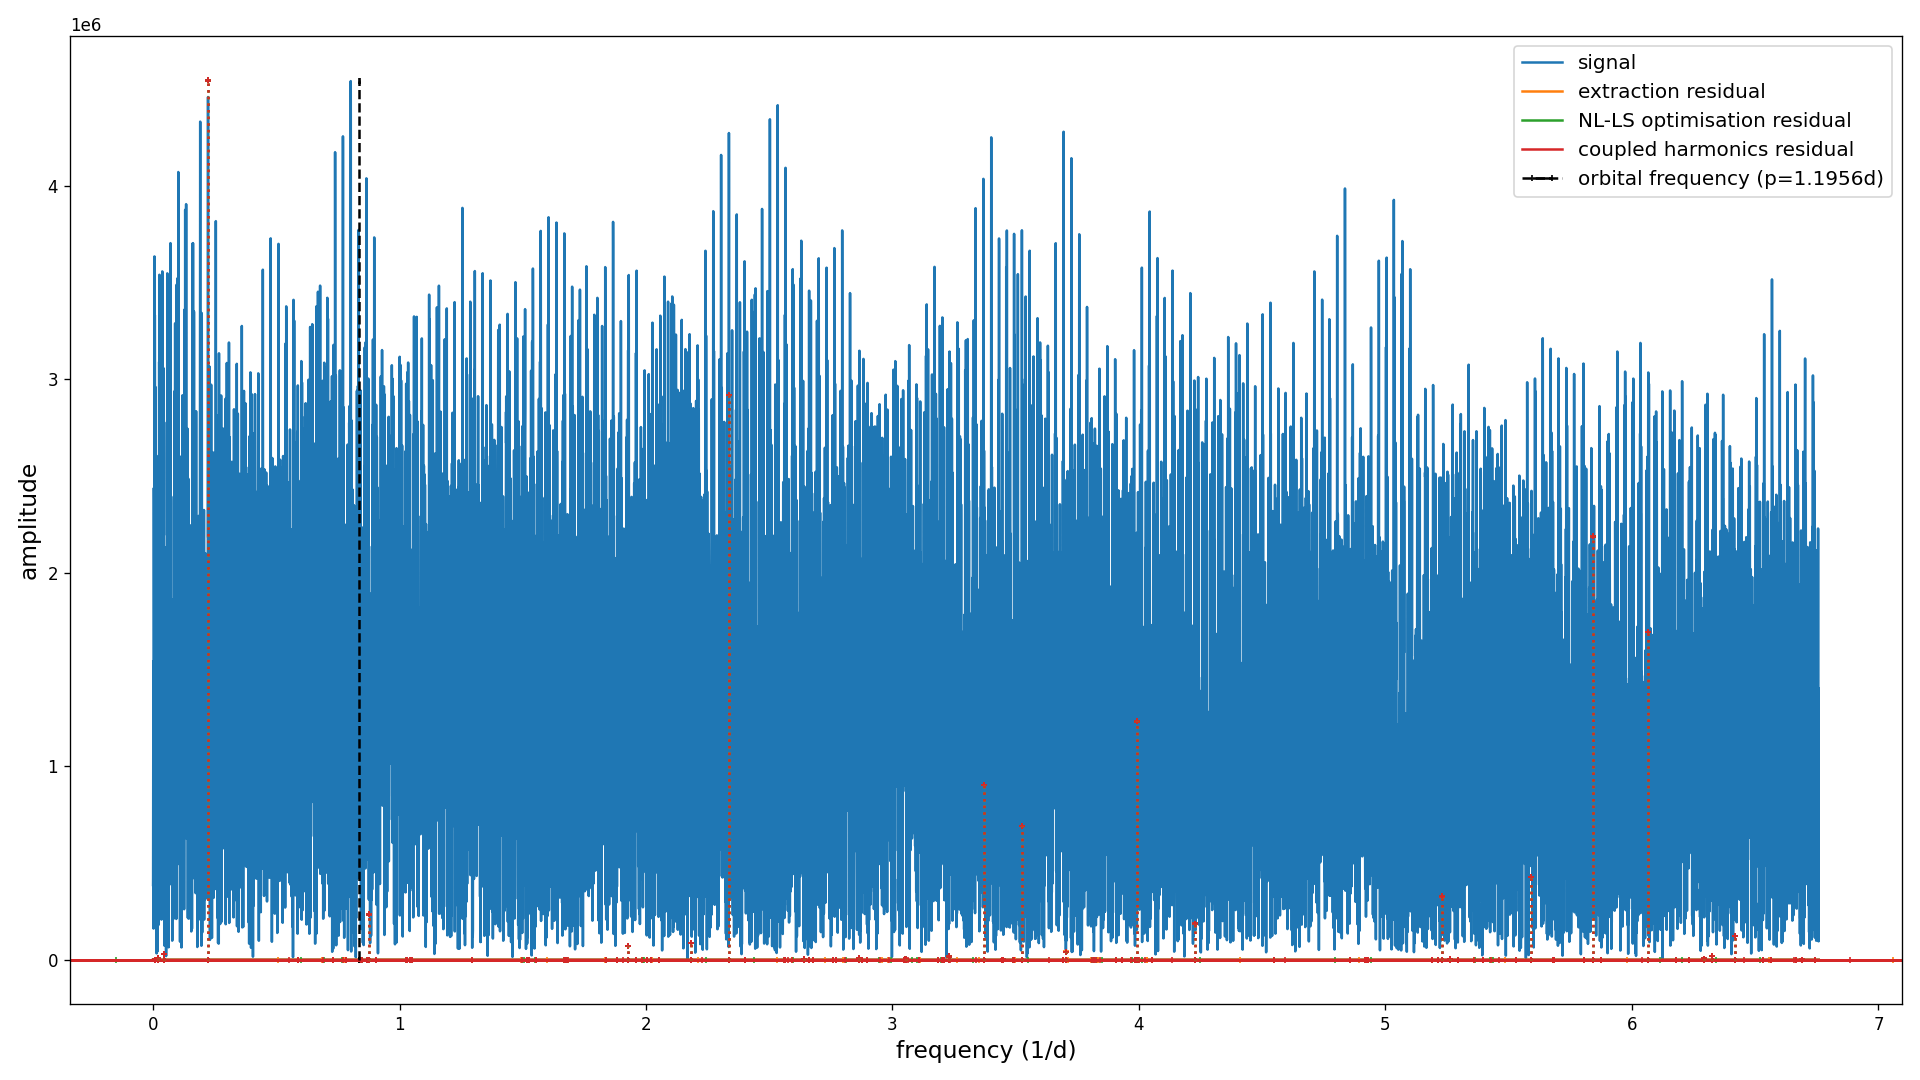 1e6
signal
extraction residual
NL-LS optimisation residual
coupled harmonics residual
orbital frequency (p=1.1956d)
amplitude
4
3
2
1
0
0 1 2 3 4 5 6 7
frequency (1/d)